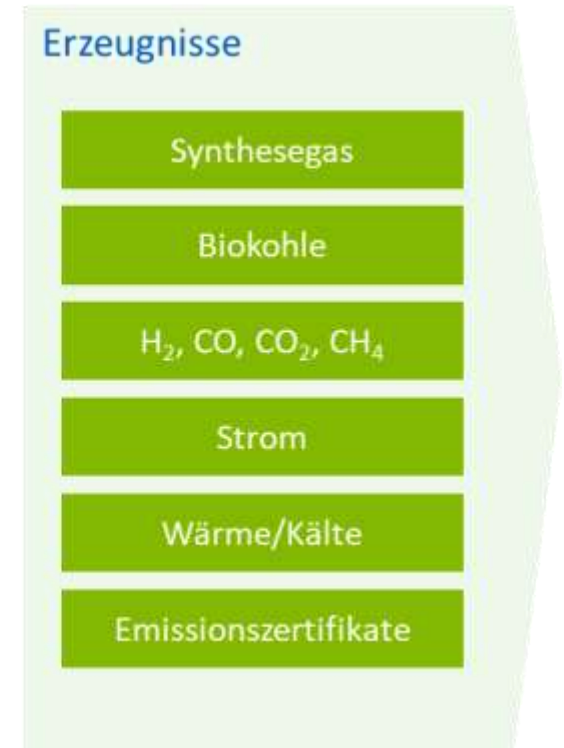 Erzeugnisse
Synthesegas
Biokohle
H₂, CO, CO₂, CH₄
Strom
Wärme/Kälte
Emissionszertifikate